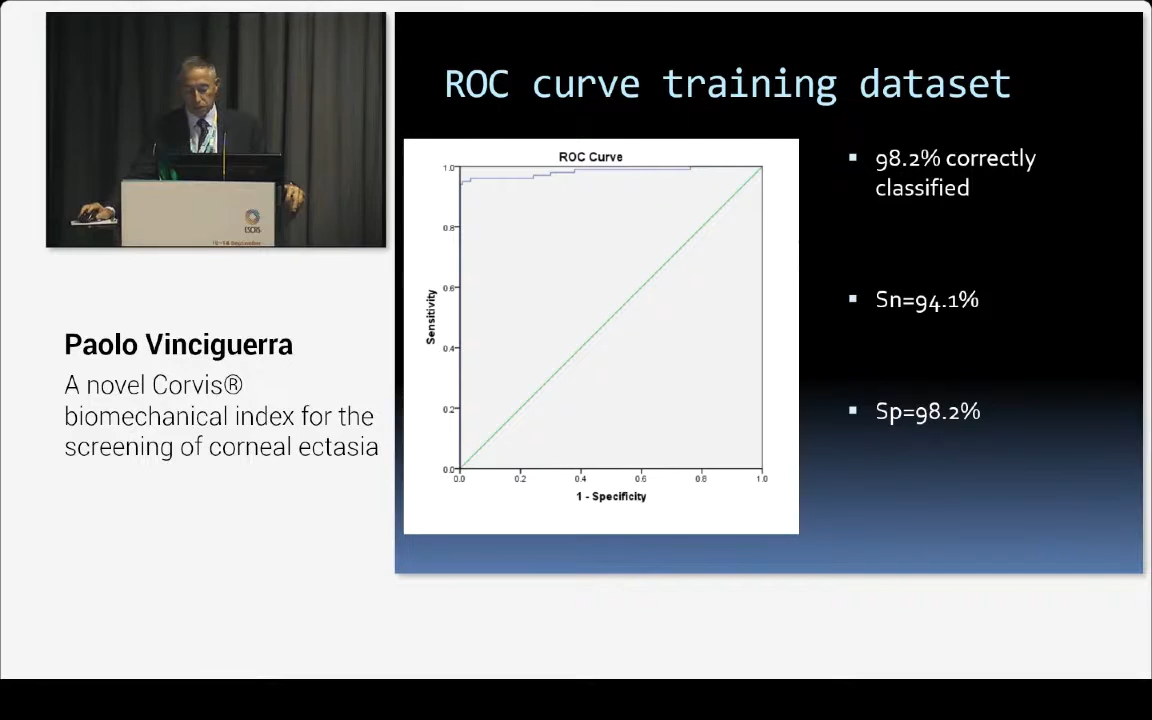 ROC curve training dataset
ROC Curve
1.0
0.8
0.6
0.4
0.2
0.0
Sensitivity
0.0 0.2 0.4 0.6 0.8 1.0
1 - Specificity
98.2% correctly
classified
Sn=94.1%
Sp=98.2%
ESCRS
Paolo Vinciguerra
A novel Corvis®
biomechanical index for the
screening of corneal ectasia